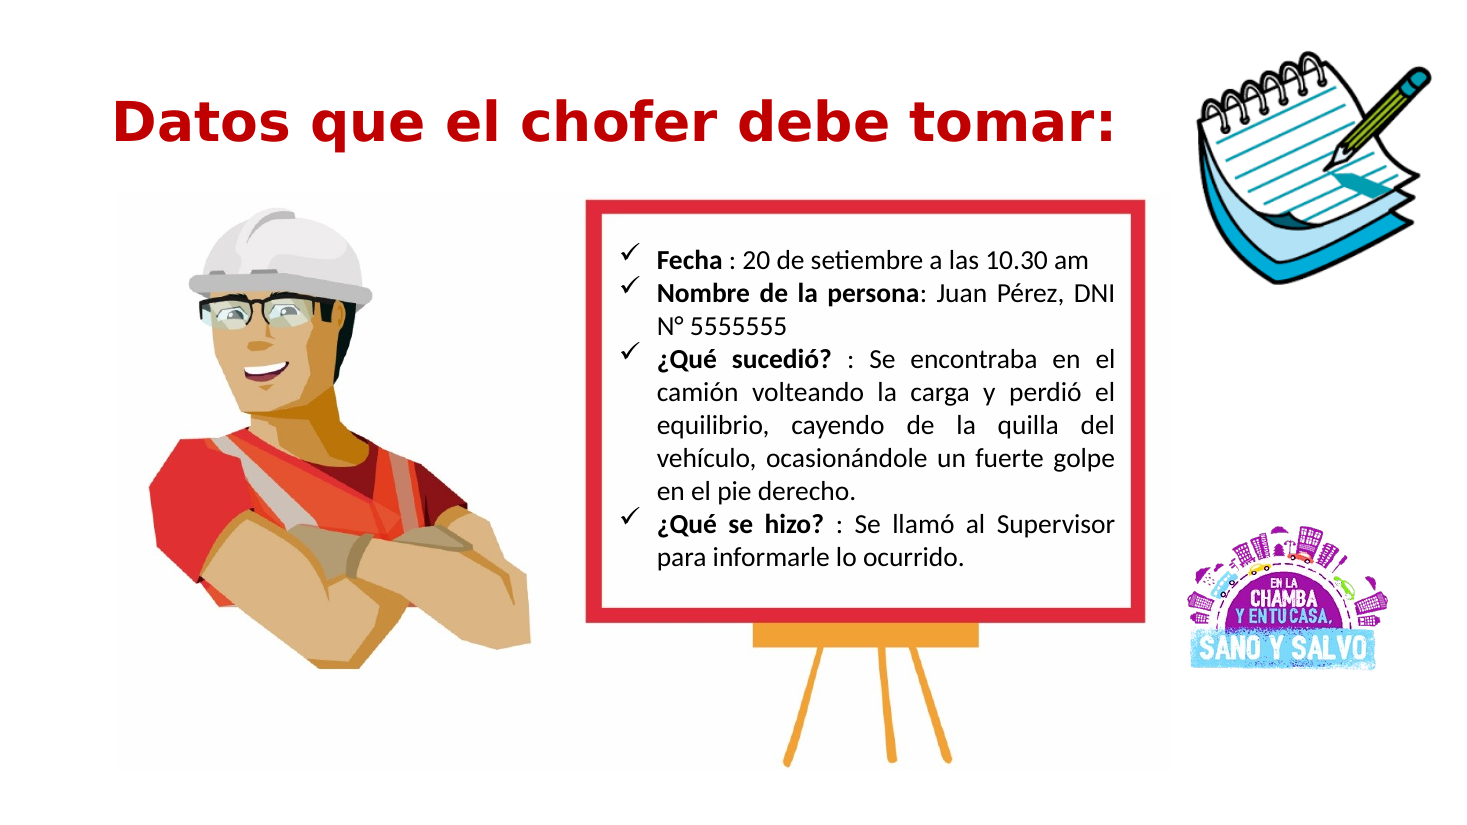 Datos que el chofer debe tomar:
✓ Fecha : 20 de setiembre a las 10.30 am
✓ Nombre de la persona: Juan Pérez, DNI
N° 5555555
✓ ¿Qué sucedió? : Se encontraba en el
camión volteando la carga y perdió el
equilibrio, cayendo de la quilla del
vehículo, ocasionándole un fuerte golpe
en el pie derecho.
✓ ¿Qué se hizo? : Se llamó al Supervisor
para informarle lo ocurrido.
EN LA
CHAMBA
Y EN TU CASA,
SANO Y SALVO